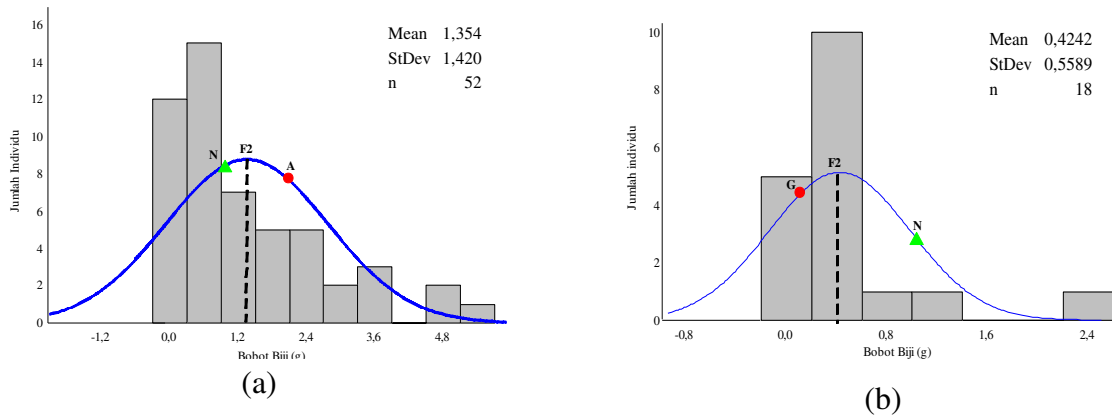 16
14
12
10
8
6
4
2
0
Jumlah Individu
Mean 1,354
StDev 1,420
n 52
N
F2
A
-1,2 0,0 1,2 2,4 3,6 4,8
Bobot Biji (g)
(a)
10
8
6
4
2
0
Jumlah individu
Mean 0,4242
StDev 0,5589
n 18
G
F2
N
-0,8 0,0 0,8 1,6 2,4
Bobot Biji (g)
(b)